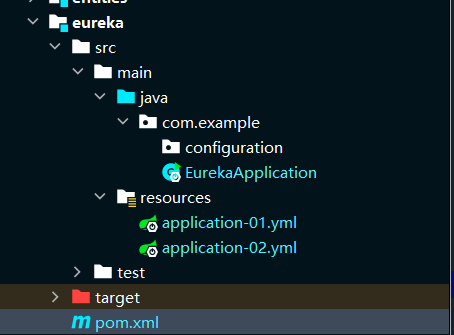 entities
eureka
src
main
java
com.example
configuration
EurekaApplication
resources
application-01.yml
application-02.yml
test
target
pom.xml